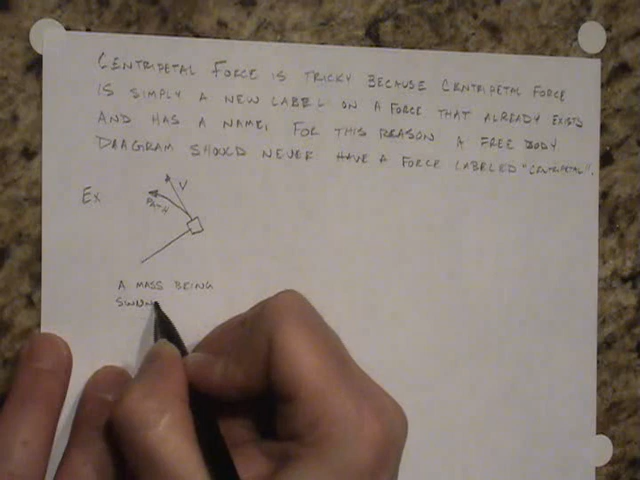 CENTRIPETAL FORCE IS TRICKY BECAUSE CENTRIPETAL FORCE
IS SIMPLY A NEW LABEL ON A FORCE THAT ALREADY EXISTS
AND HAS A NAME. FOR THIS REASON A FREE BODY
DIAGRAM SHOULD NEVER HAVE A FORCE LABELED "CENTRIPETAL".
Ex
V
PATH
A MASS BEING